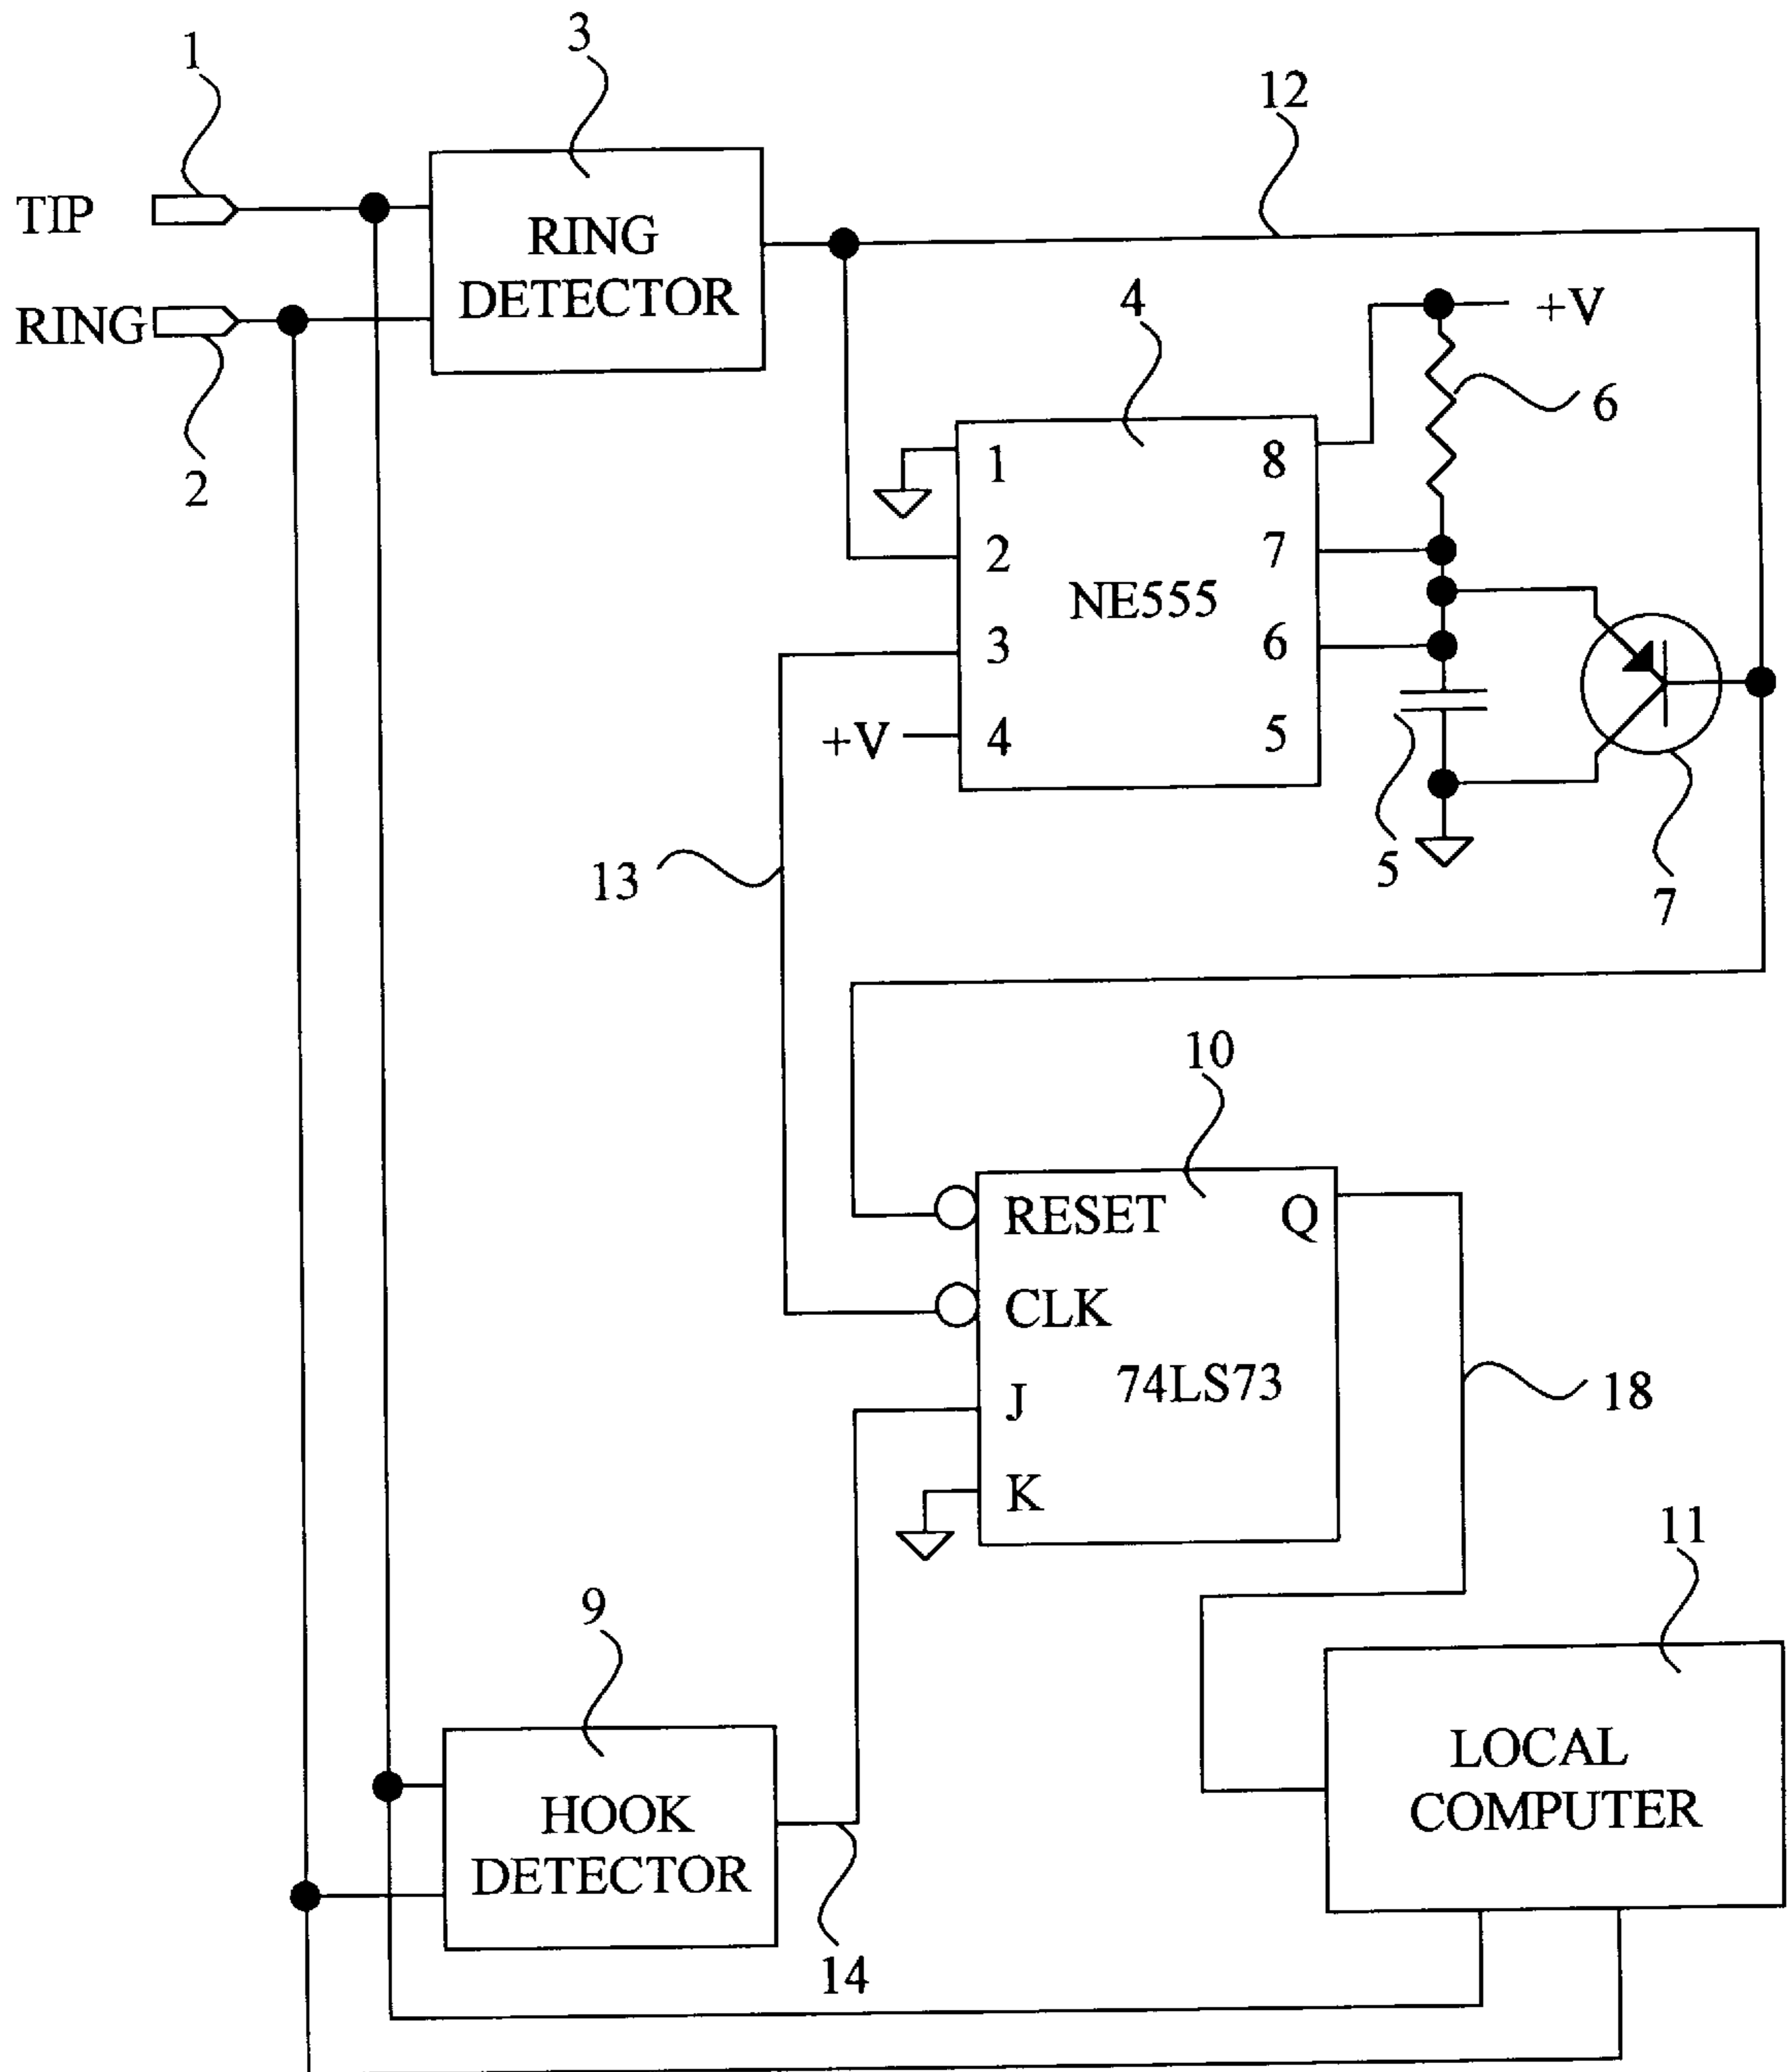 1
3
12
TIP
RING
DETECTOR
RING
2
4
+V
6
1
8
2
7
NE555
3
6
+V
4
5
13
5
7
10
RESET
Q
CLK
74LS73
J
18
K
11
9
LOCAL
COMPUTER
HOOK
DETECTOR
14